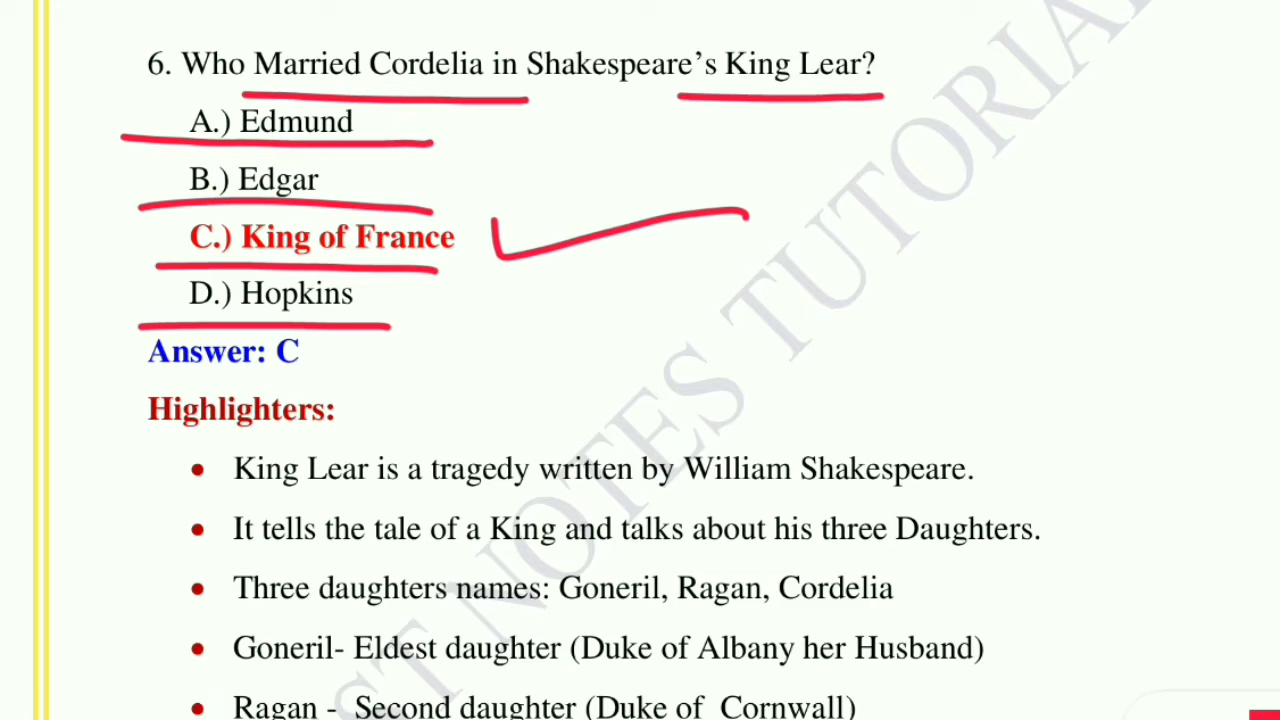 6. Who Married Cordelia in Shakespeare’s King Lear?
A.) Edmund
B.) Edgar
C.) King of France
D.) Hopkins
Answer: C
Highlighters:
• King Lear is a tragedy written by William Shakespeare.
• It tells the tale of a King and talks about his three Daughters.
• Three daughters names: Goneril, Ragan, Cordelia
• Goneril- Eldest daughter (Duke of Albany her Husband)
• Ragan - Second daughter (Duke of Cornwall)
NOTES TUTORIA